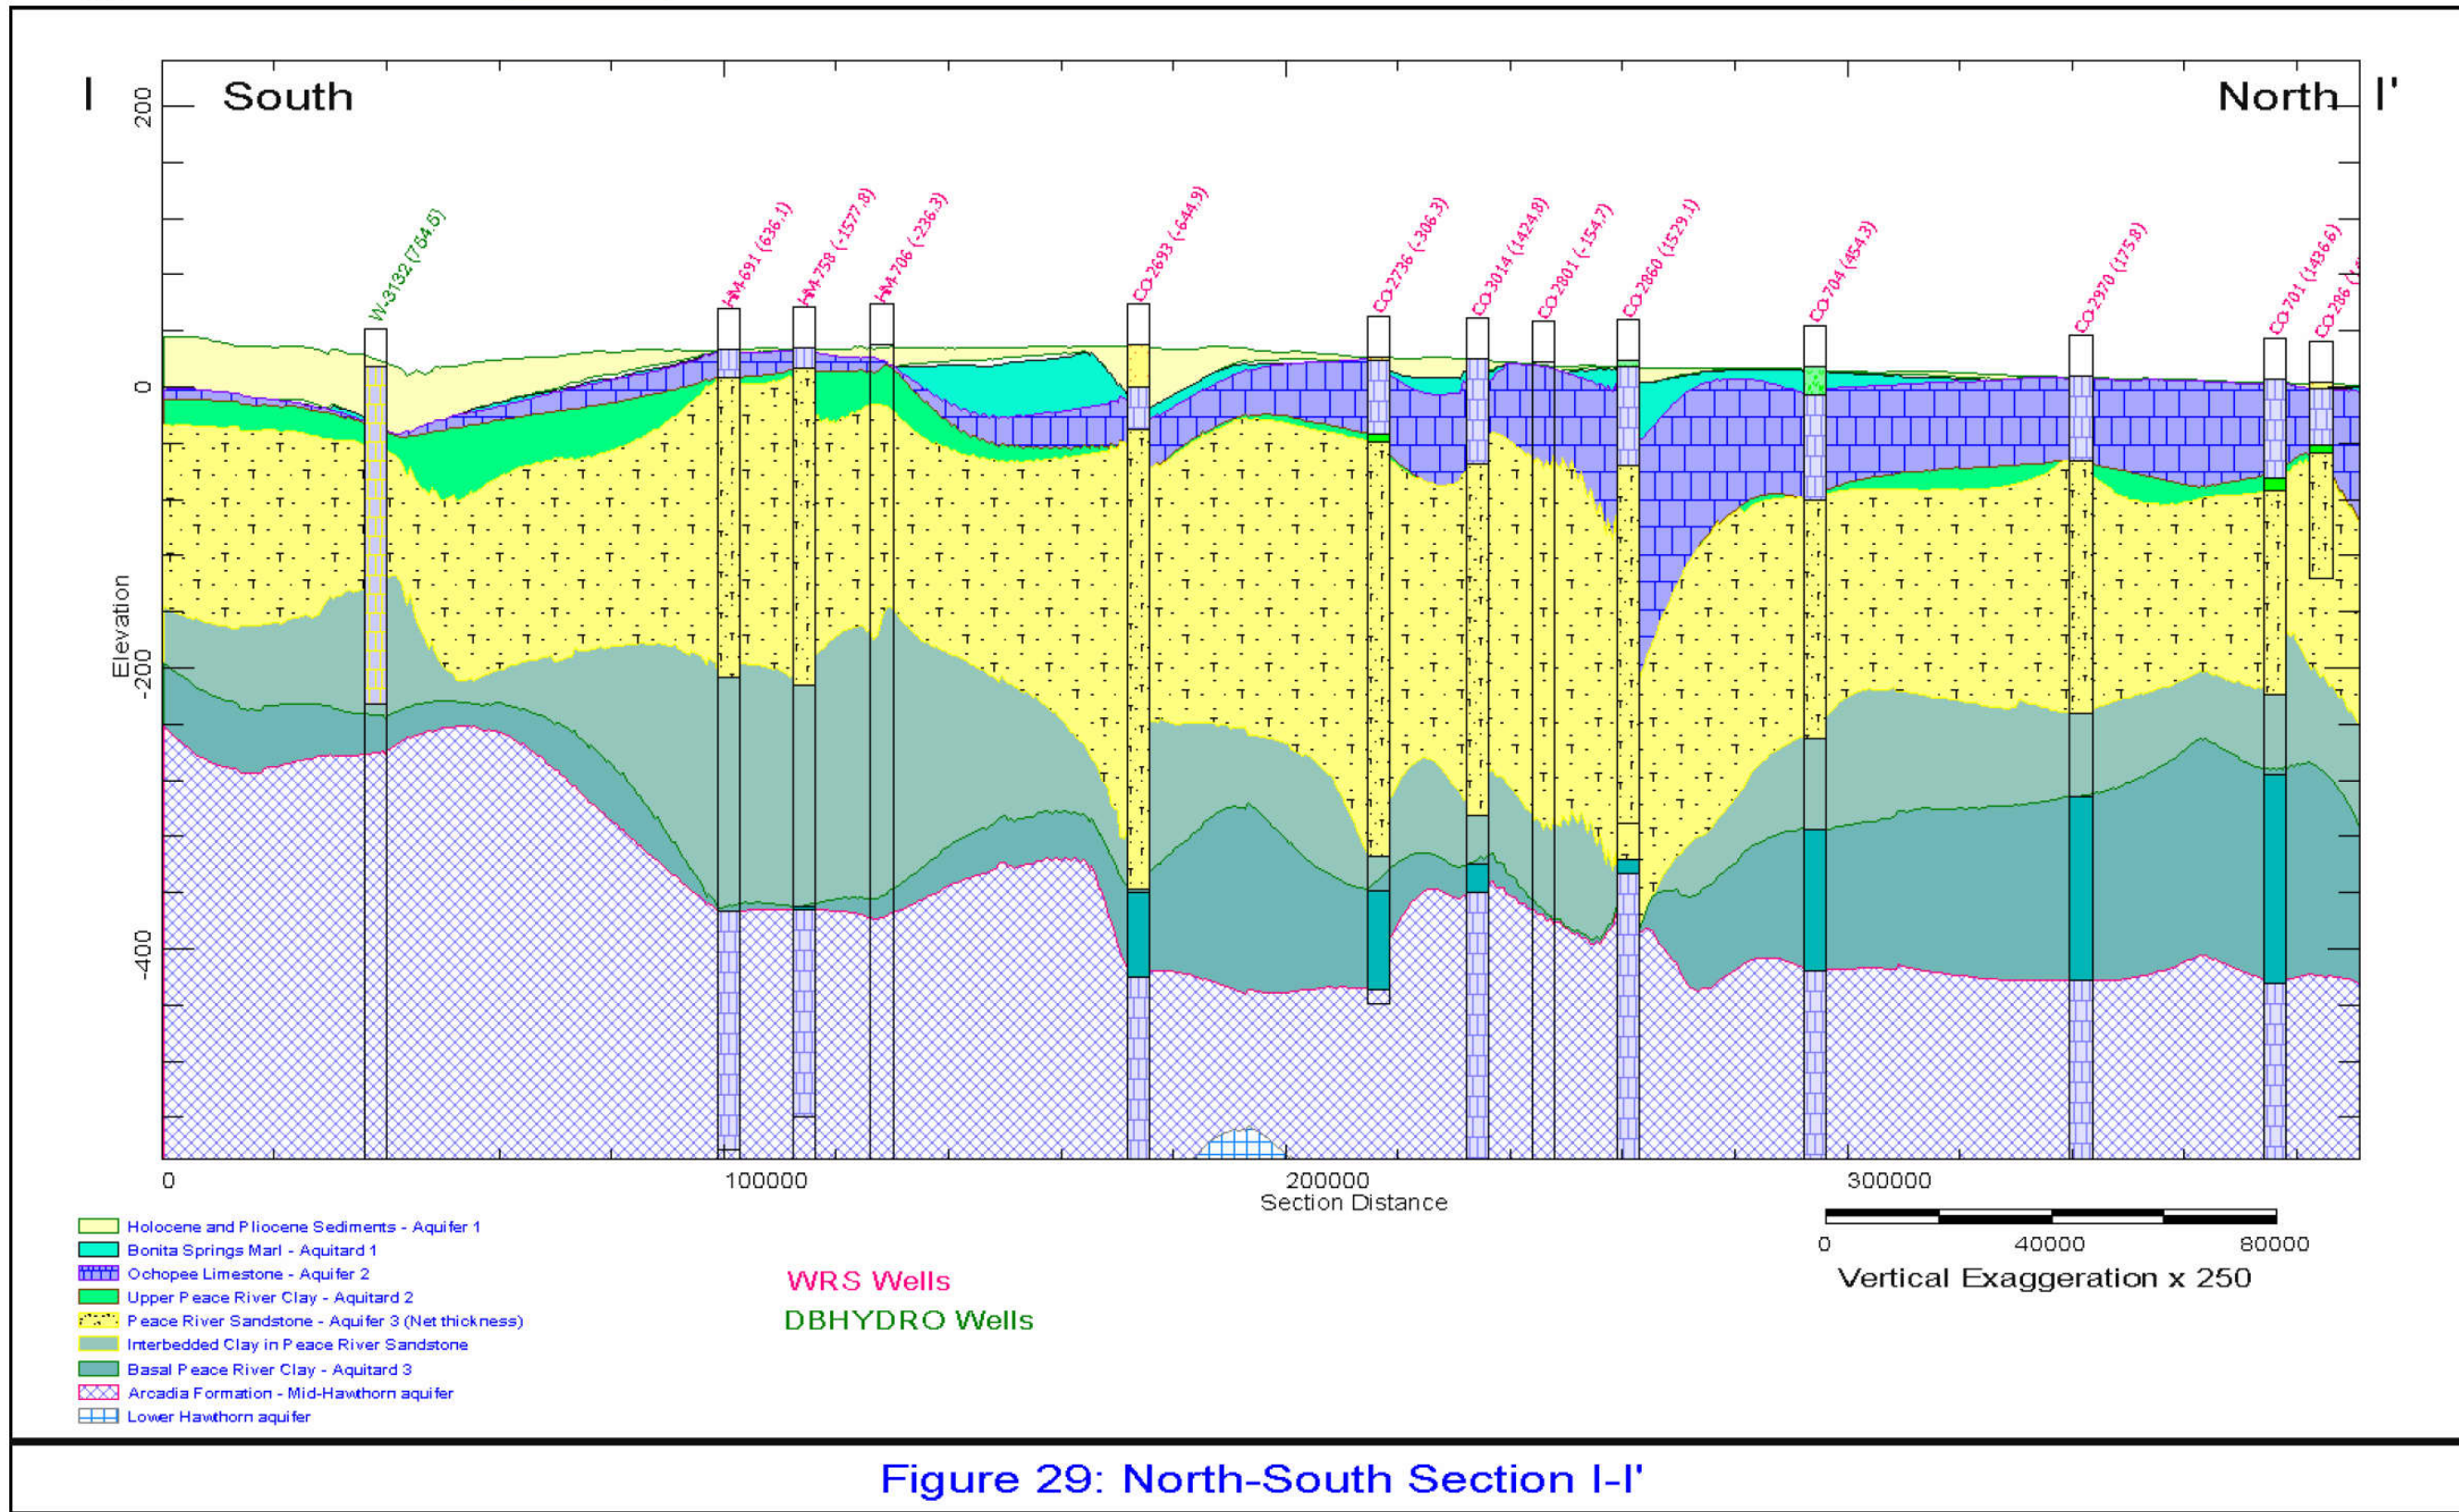 I South North I'
200
0
-200
-400
Elevation
W-3132 (754.5)
HM-691 (636.1)
HM-758 (-1577.8)
HM-706 (-236.3)
CO-2693 (-644.9)
CO-2736 (-306.3)
CO-3014 (1424.8)
CO-2801 (-154.7)
CO-2860 (1529.1)
CO-704 (454.3)
CO-2970 (175.8)
CO-701 (1436.6)
CO-286
0 100000 200000 300000
Section Distance
Holocene and Pliocene Sediments - Aquifer 1
Bonita Springs Marl - Aquitard 1
Ochopee Limestone - Aquifer 2
Upper Peace River Clay - Aquitard 2
Peace River Sandstone - Aquifer 3 (Net thickness)
Interbedded Clay in Peace River Sandstone
Basal Peace River Clay - Aquitard 3
Arcadia Formation - Mid-Hawthorn aquifer
Lower Hawthorn aquifer
WRS Wells
DBHYDRO Wells
0 40000 80000
Vertical Exaggeration x 250
Figure 29: North-South Section I-I'